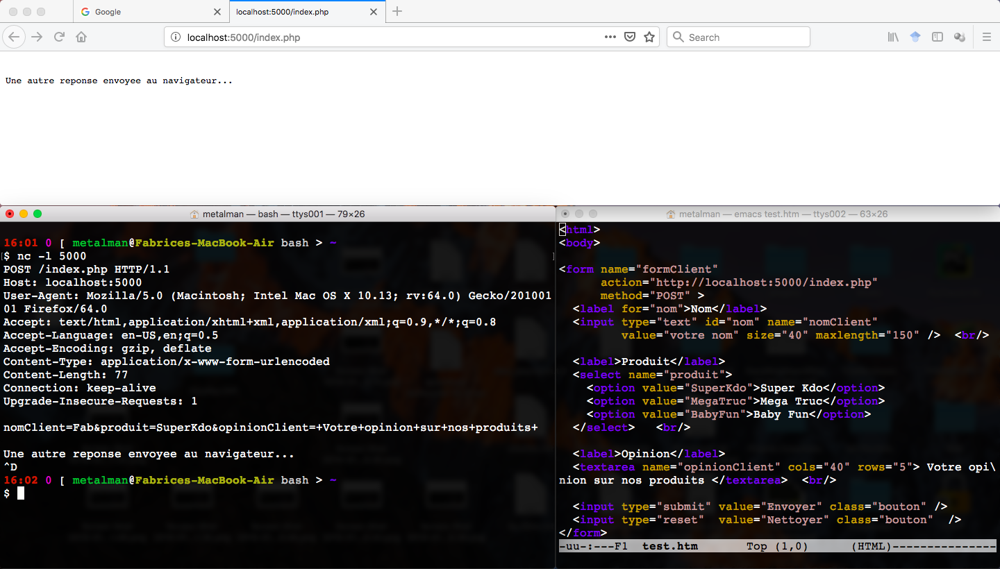 Google
localhost:5000/index.php
localhost:5000/index.php
Search
Une autre reponse envoyee au navigateur...
metalman — bash — ttys001 — 79×26
16:01 0 [ metalman@Fabrices-MacBook-Air bash > ~
$ nc -l 5000
POST /index.php HTTP/1.1
Host: localhost:5000
User-Agent: Mozilla/5.0 (Macintosh; Intel Mac OS X 10.13; rv:64.0) Gecko/201001
01 Firefox/64.0
Accept: text/html,application/xhtml+xml,application/xml;q=0.9,*/*;q=0.8
Accept-Language: en-US,en;q=0.5
Accept-Encoding: gzip, deflate
Content-Type: application/x-www-form-urlencoded
Content-Length: 77
Connection: keep-alive
Upgrade-Insecure-Requests: 1
nomClient=Fab&produit=SuperKdo&opinionClient=+Votre+opinion+sur+nos+produits+
Une autre reponse envoyee au navigateur...
^D
16:02 0 [ metalman@Fabrices-MacBook-Air bash > ~
$
metalman — emacs test.htm — ttys002 — 63×26
<html>
<body>
<form name="formClient"
action="http://localhost:5000/index.php"
method="POST" >
<label for="nom">Nom</label>
<input type="text" id="nom" name="nomClient"
value="votre nom" size="40" maxlength="150" />  <br/>
<label>Produit</label>
<select name="produit">
<option value="SuperKdo">Super Kdo</option>
<option value="MegaTruc">Mega Truc</option>
<option value="BabyFun">Baby Fun</option>
</select>   <br/>
<label>Opinion</label>
<textarea name="opinionClient" cols="40" rows="5"> Votre opi\
nion sur nos produits </textarea>  <br/>
<input type="submit" value="Envoyer" class="bouton" />
<input type="reset"  value="Nettoyer" class="bouton"  />
</form>
-uu-:---F1  test.htm       Top (1,0)      (HTML)---------------